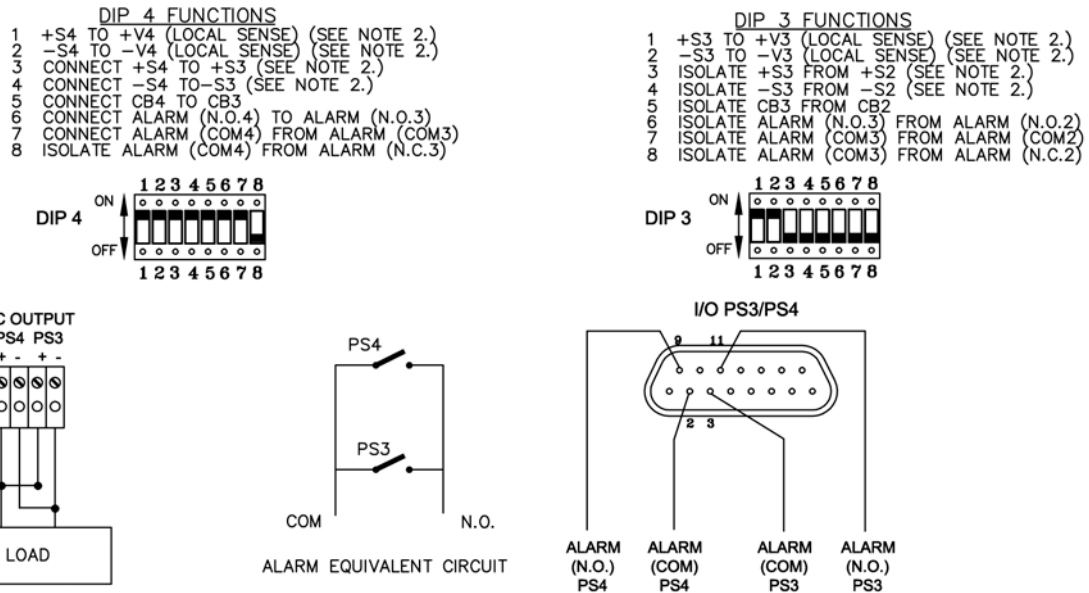 DIP 4 FUNCTIONS
1 +S4 TO +V4 (LOCAL SENSE) (SEE NOTE 2.)
2 -S4 TO -V4 (LOCAL SENSE) (SEE NOTE 2.)
3 CONNECT +S4 TO +S3 (SEE NOTE 2.)
4 CONNECT -S4 TO-S3 (SEE NOTE 2.)
5 CONNECT CB4 TO CB3
6 CONNECT ALARM (N.O.4) TO ALARM (N.O.3)
7 CONNECT ALARM (COM4) FROM ALARM (COM3)
8 ISOLATE ALARM (COM4) FROM ALARM (N.C.3)
DIP 3 FUNCTIONS
1 +S3 TO +V3 (LOCAL SENSE) (SEE NOTE 2.)
2 -S3 TO -V3 (LOCAL SENSE) (SEE NOTE 2.)
3 ISOLATE +S3 FROM +S2 (SEE NOTE 2.)
4 ISOLATE -S3 FROM -S2 (SEE NOTE 2.)
5 ISOLATE CB3 FROM CB2
6 ISOLATE ALARM (N.O.3) FROM ALARM (N.O.2)
7 ISOLATE ALARM (COM3) FROM ALARM (COM2)
8 ISOLATE ALARM (COM3) FROM ALARM (N.C.2)
1 2 3 4 5 6 7 8
ON
DIP 4
OFF
1 2 3 4 5 6 7 8
1 2 3 4 5 6 7 8
ON
DIP 3
OFF
1 2 3 4 5 6 7 8
C OUTPUT
PS4 PS3
+ - + -
LOAD
PS4
PS3
COM N.O.
ALARM EQUIVALENT CIRCUIT
I/O PS3/PS4
9 11
2 3
ALARM (N.O.) PS4
ALARM (COM) PS4
ALARM (COM) PS3
ALARM (N.O.) PS3